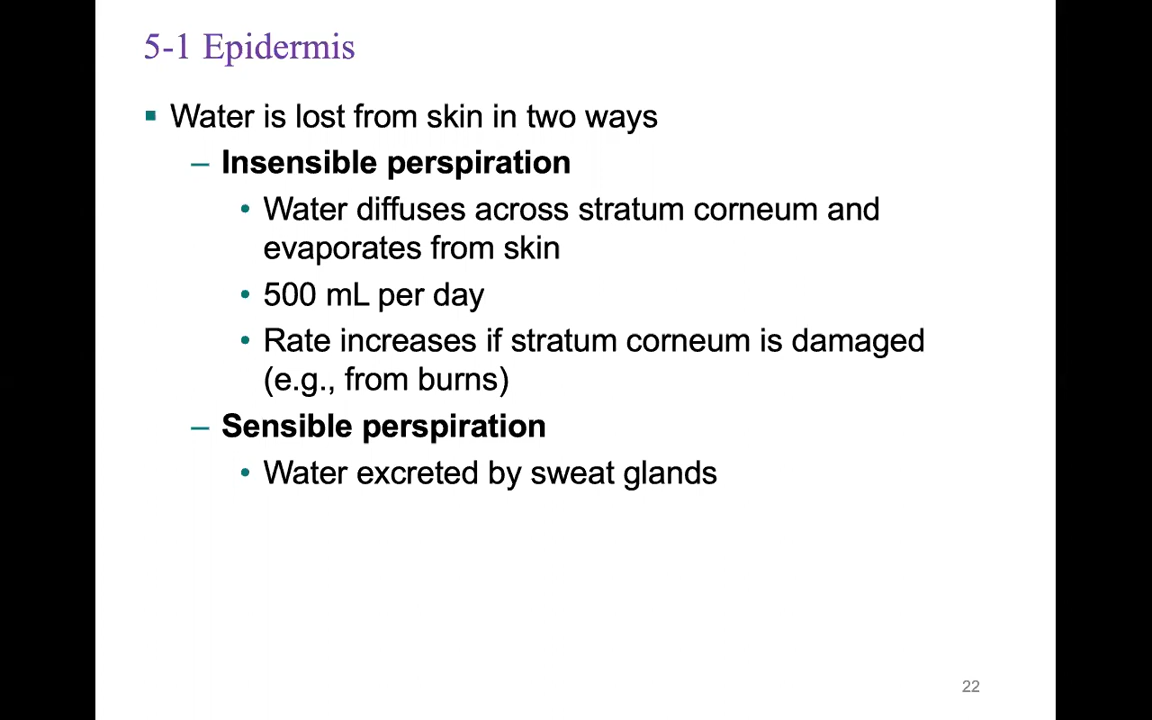 5-1 Epidermis
▪ Water is lost from skin in two ways
– Insensible perspiration
• Water diffuses across stratum corneum and
evaporates from skin
• 500 mL per day
• Rate increases if stratum corneum is damaged
(e.g., from burns)
– Sensible perspiration
• Water excreted by sweat glands
22